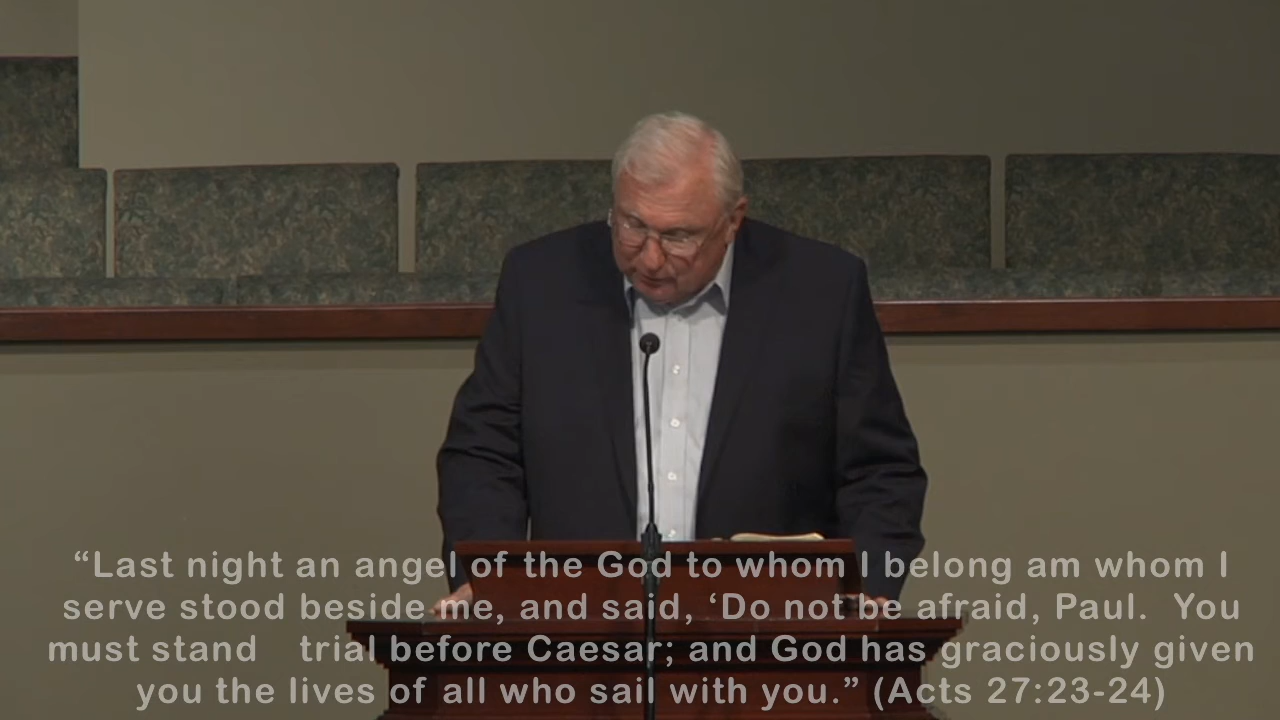 “Last night an angel of the God to whom I belong am whom I
serve stood beside me, and said, ‘Do not be afraid, Paul.  You
must stand    trial before Caesar; and God has graciously given
you the lives of all who sail with you.” (Acts 27:23-24)